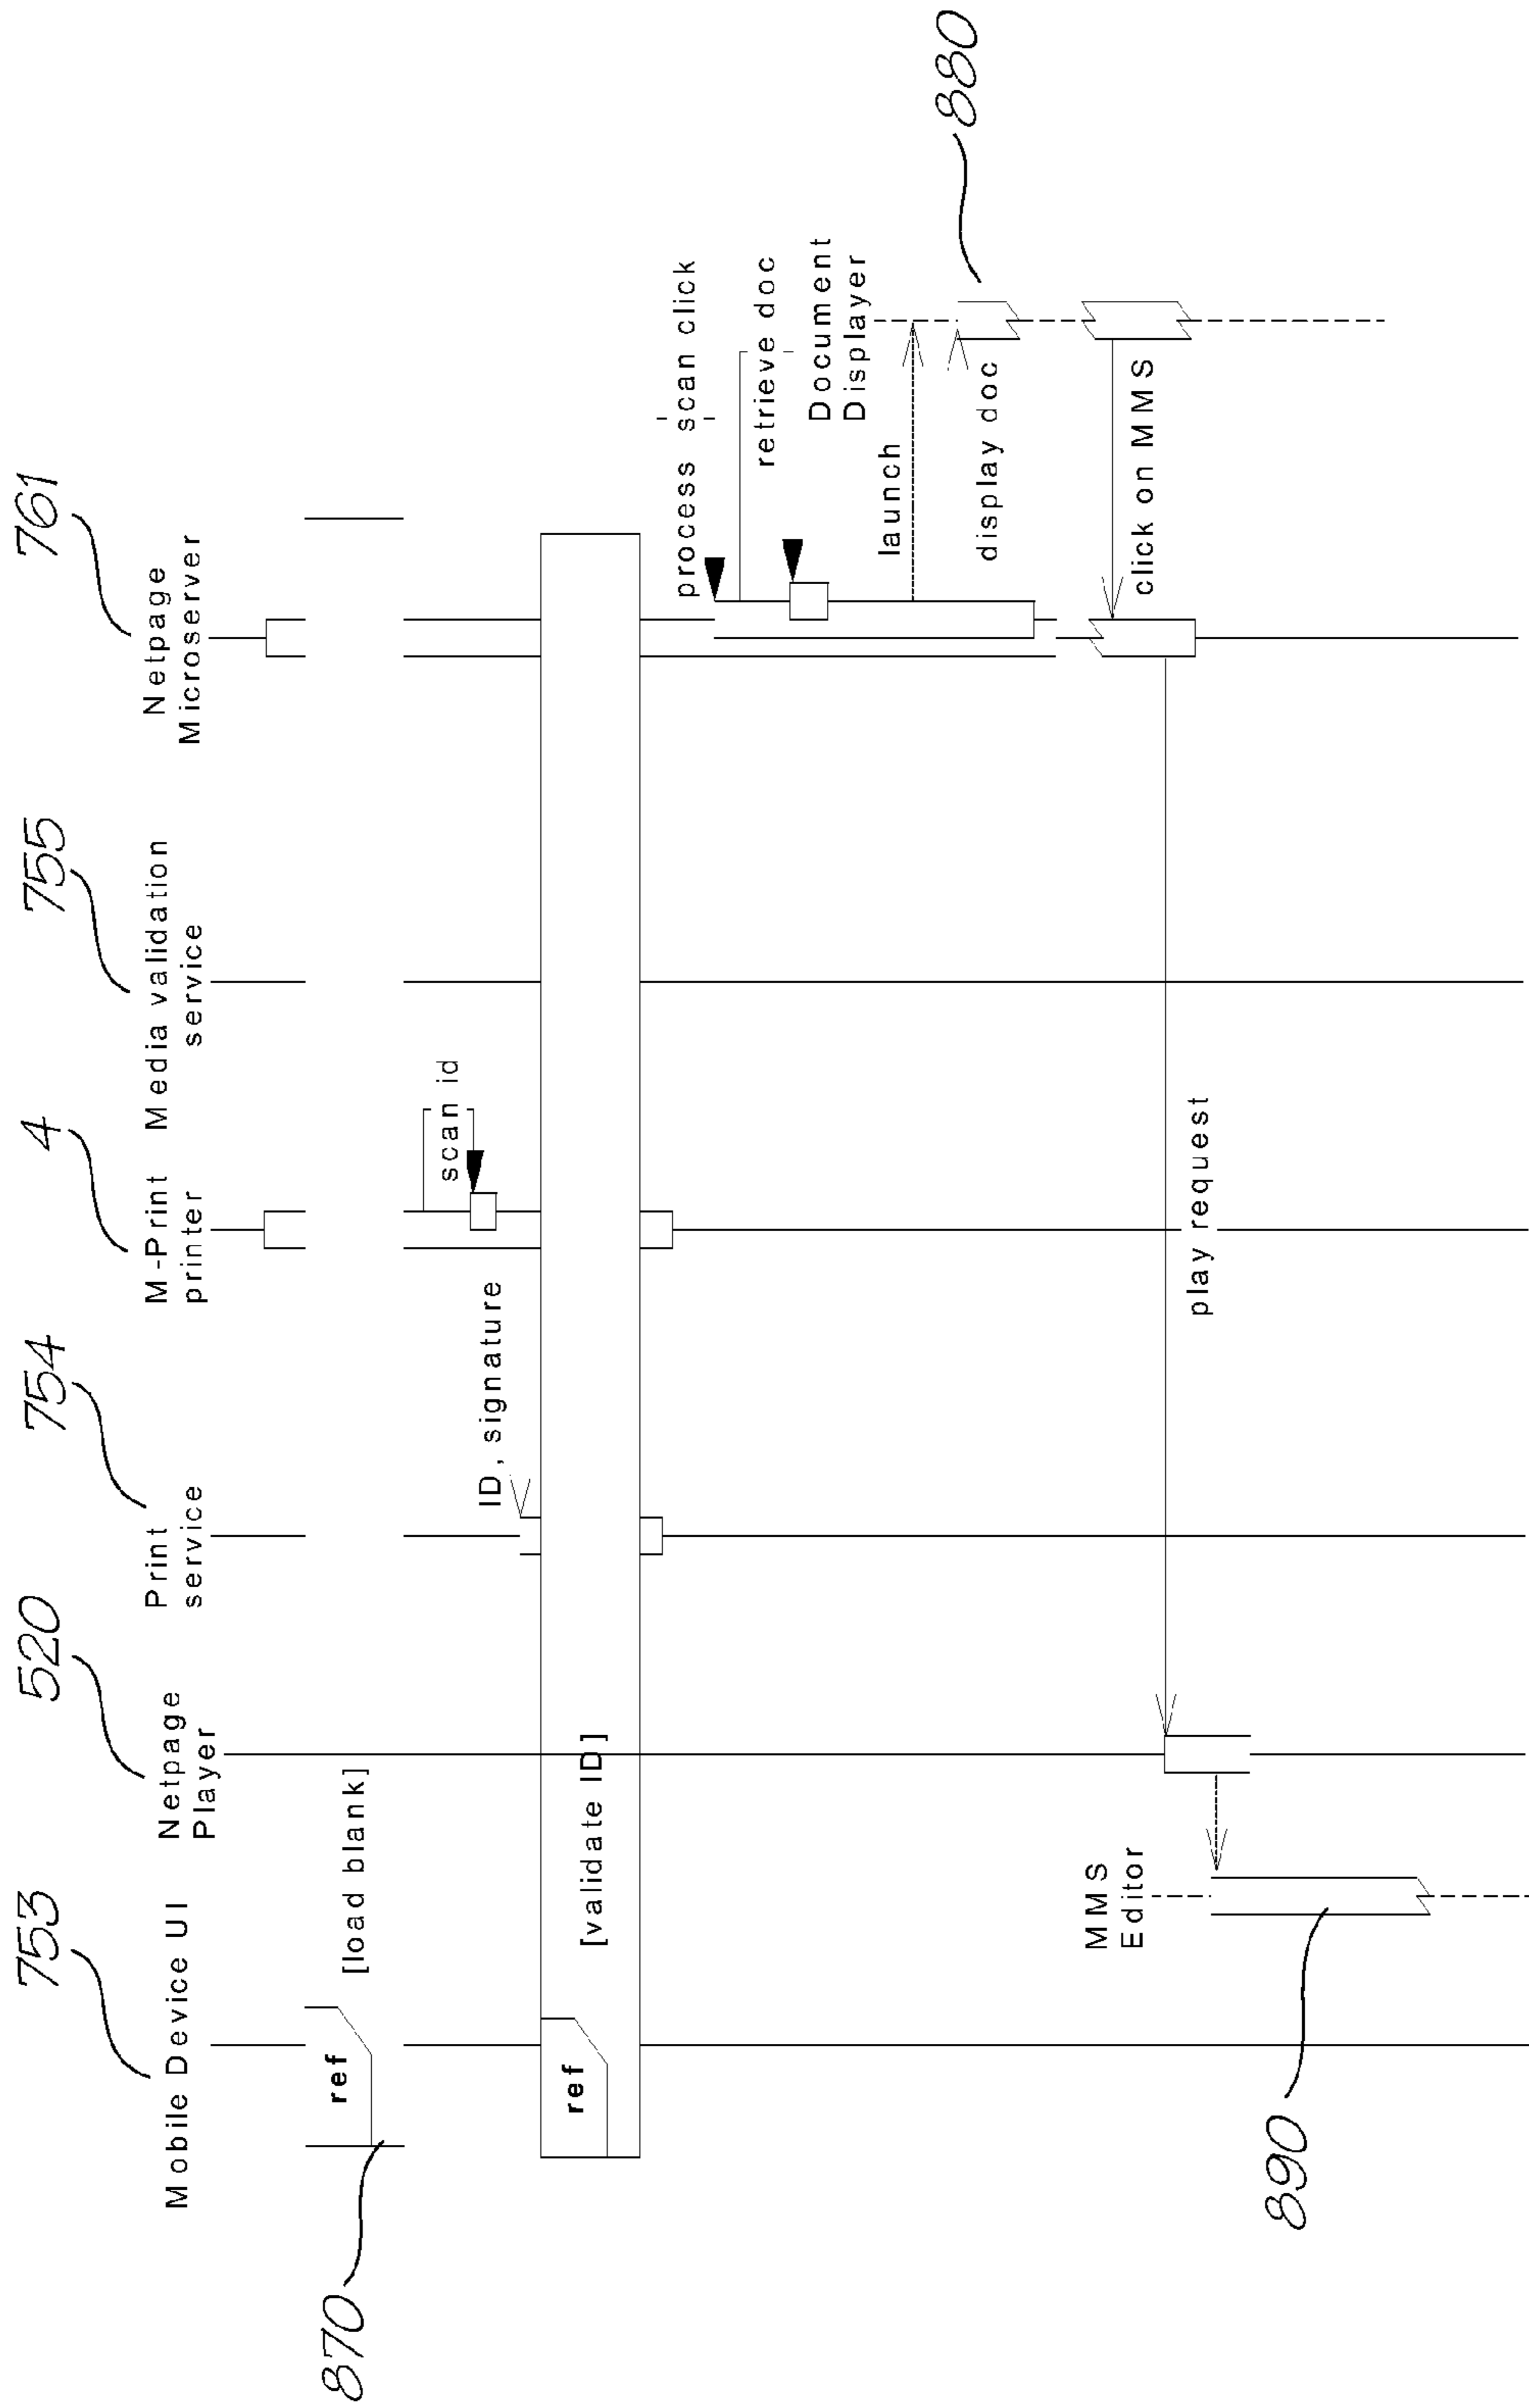 753
520
754
4
755
761
Mobile Device UI
Netpage
Player
Print
service
M-Print
printer
Media validation
service
Netpage
Microserver
870
ref
[load blank]
scan id
ID, signature
ref
[validate ID]
process scan click
retrieve doc
Document
Displayer
launch
880
display doc
click on MMS
play request
MMS
Editor
890